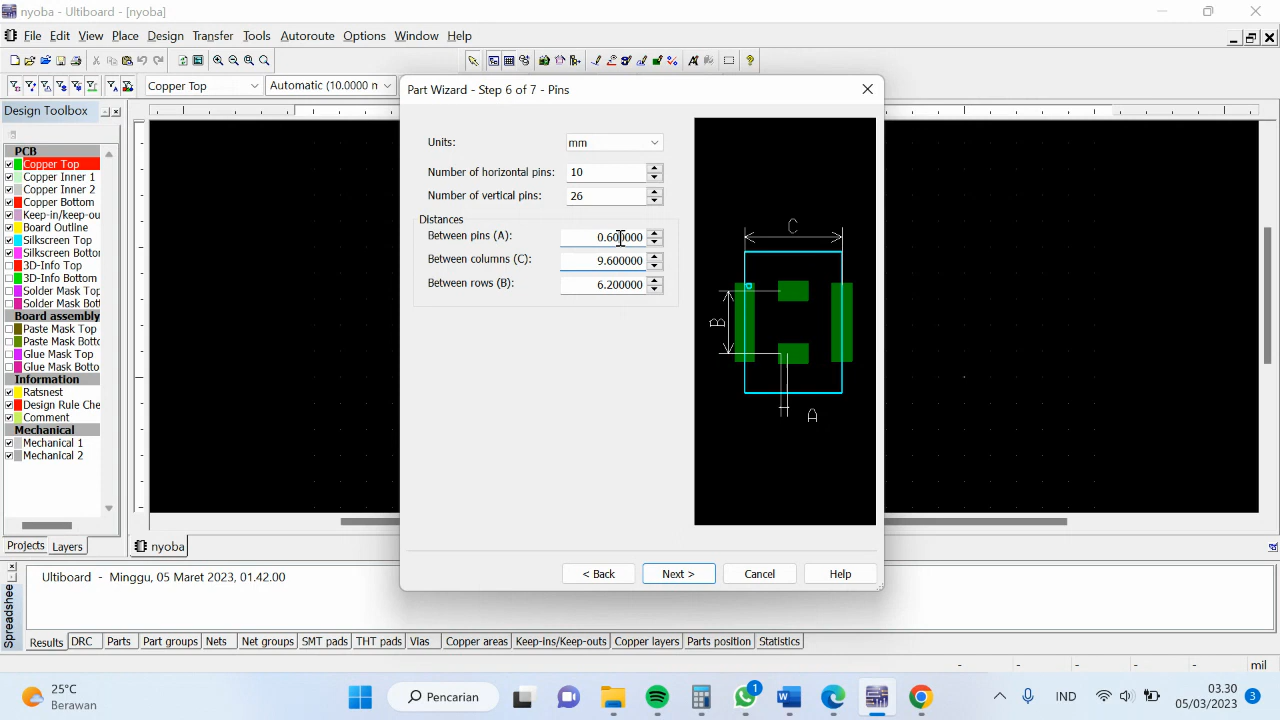 nyoba - Ultiboard - [nyoba]
File Edit View Place Design Transfer Tools Autoroute Options Window Help
Copper Top Automatic (10.0000 n
Design Toolbox
PCB
Copper Top
Copper Inner 1
Copper Inner 2
Copper Bottom
Keep-in/keep-ou
Board Outline
Silkscreen Top
Silkscreen Bottom
3D-Info Top
3D-Info Bottom
Solder Mask Top
Solder Mask Bott
Board assembly
Paste Mask Top
Paste Mask Bott
Glue Mask Top
Glue Mask Botto
Information
Ratsnest
Design Rule Che
Comment
Mechanical
Mechanical 1
Mechanical 2
Projects Layers
nyoba
Part Wizard - Step 6 of 7 - Pins
Units: mm
Number of horizontal pins: 10
Number of vertical pins: 26
Distances
Between pins (A): 0.600000
Between columns (C): 9.600000
Between rows (B): 6.200000
C
B
A
< Back Next > Cancel Help
Spreadshee
Ultiboard - Minggu, 05 Maret 2023, 01.42.00
Results DRC Parts Part groups Nets Net groups SMT pads THT pads Vias Copper areas Keep-ins/Keep-outs Copper layers Parts position Statistics
- - - - - mil
25°C
Berawan
Pencarian
1
IND
03.30
05/03/2023
3